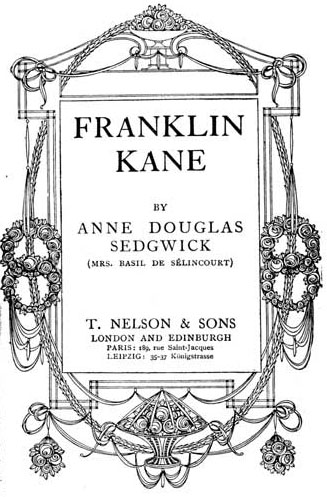 FRANKLIN
KANE
BY
ANNE DOUGLAS
SEDGWICK
(MRS. BASIL DE SÉLINCOURT)
T. NELSON & SONS
LONDON AND EDINBURGH
PARIS: 189, rue Saint-Jacques
LEIPZIG: 35-37 Königstrasse